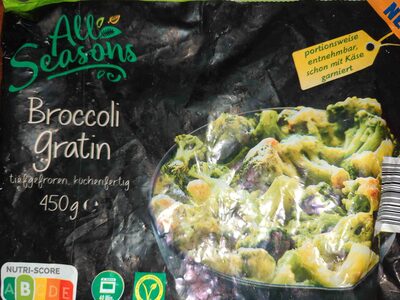 All
Seasons
portionsweise
entnehmbar,
schon mit Käse
garniert
Broccoli
gratin
tiefgefroren, küchenfertig
450g e
NUTRI-SCORE
A B C D E